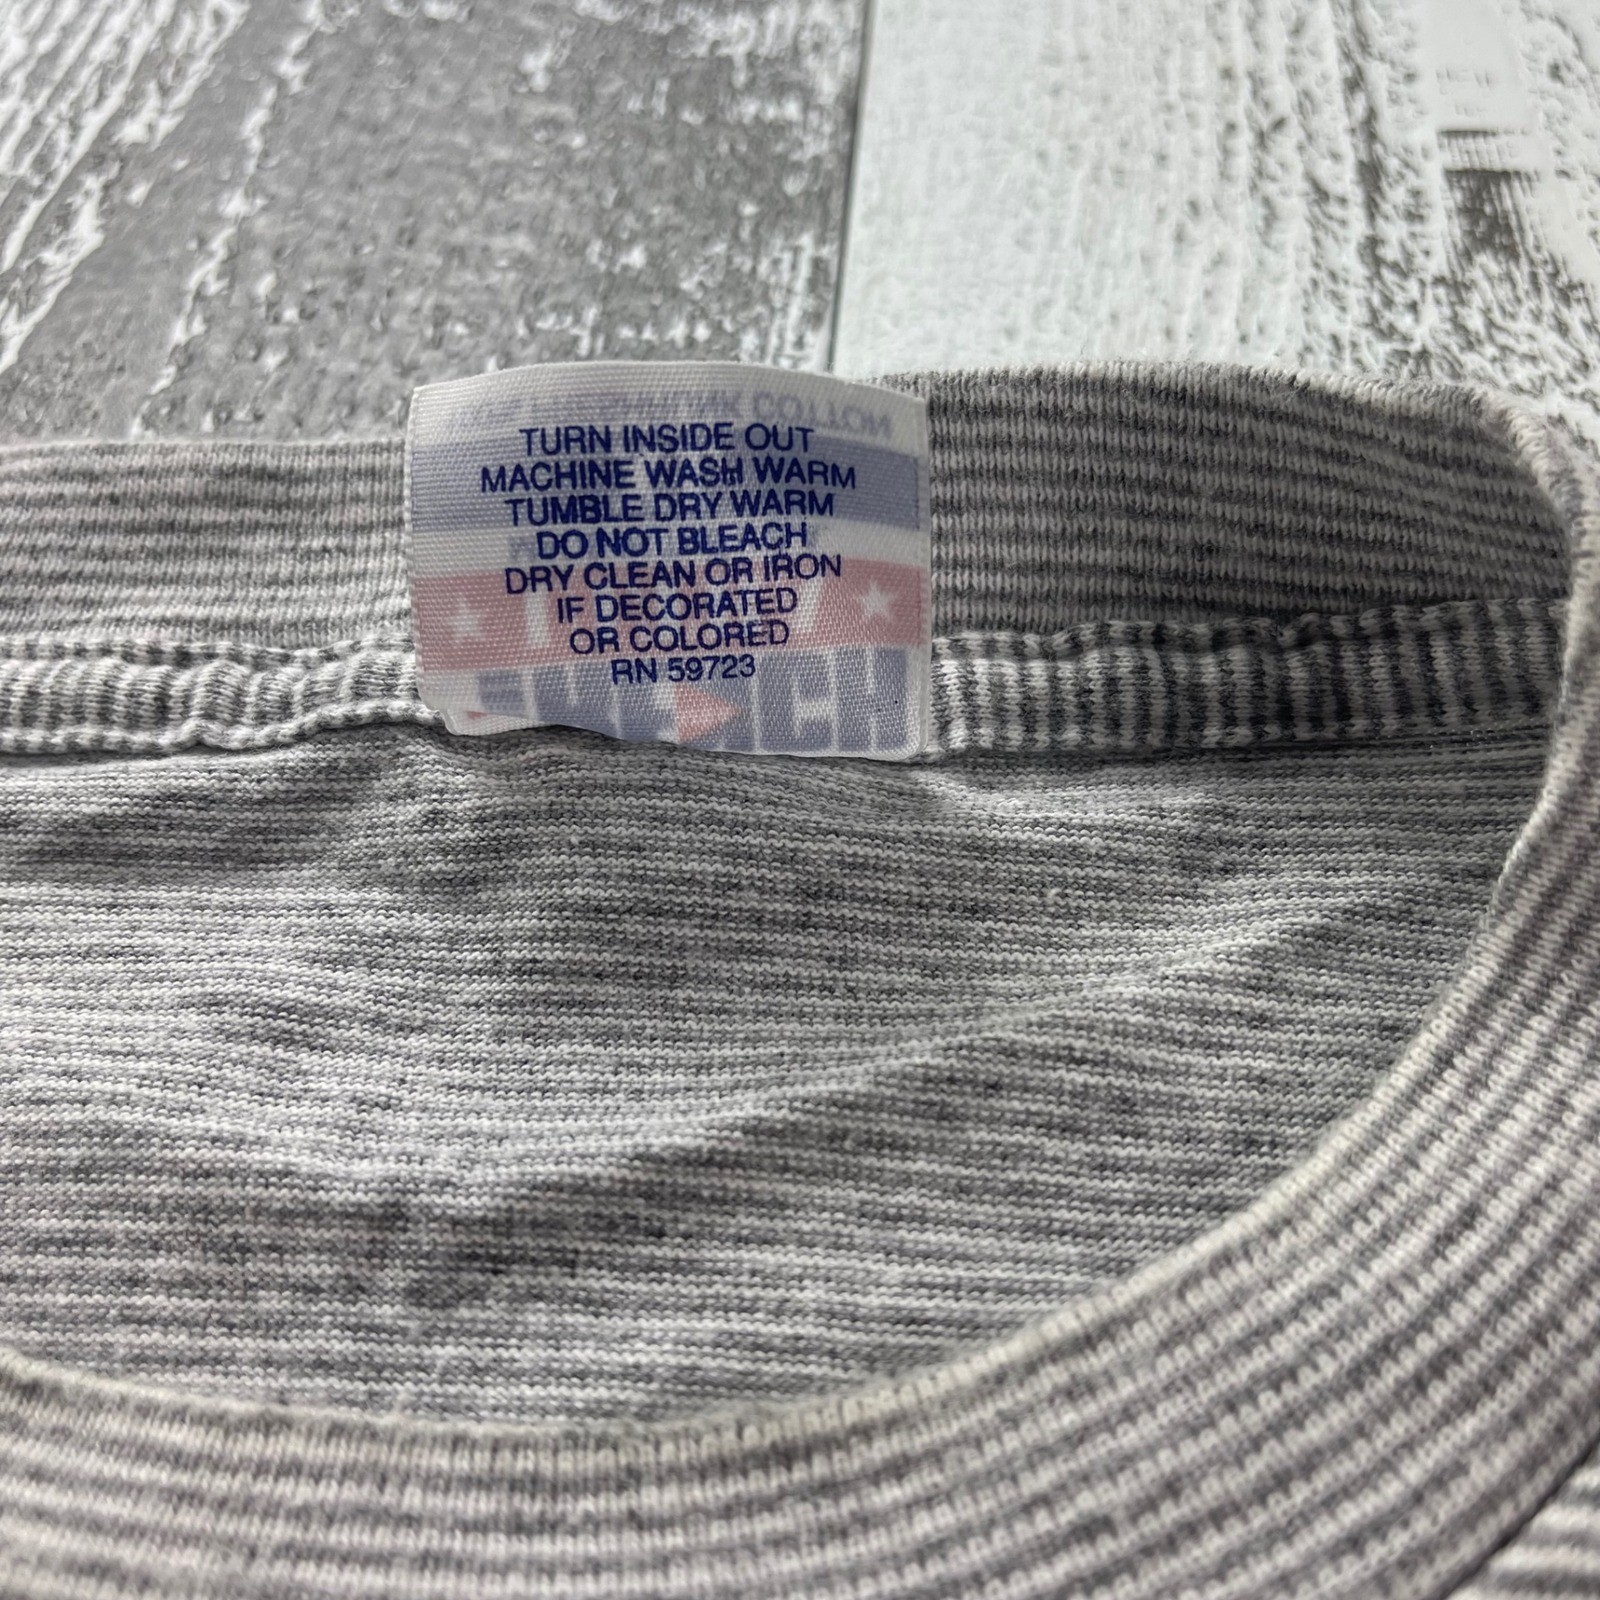 COTTON
TURN INSIDE OUT
MACHINE WASH WARM
TUMBLE DRY WARM
DO NOT BLEACH
DRY CLEAN OR IRON
IF DECORATED
OR COLORED
RN 59723